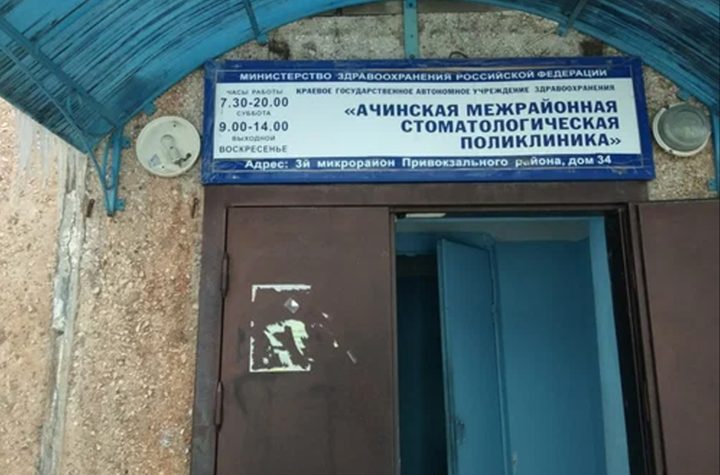 МИНИСТЕРСТВО ЗДРАВООХРАНЕНИЯ РОССИЙСКОЙ ФЕДЕРАЦИИ
ЧАСЫ РАБОТЫ
7.30-20.00
СУББОТА
9.00-14.00
ВЫХОДНОЙ
ВОСКРЕСЕНЬЕ
КРАЕВОЕ ГОСУДАРСТВЕННОЕ АВТОНОМНОЕ УЧРЕЖДЕНИЕ ЗДРАВООХРАНЕНИЯ
«АЧИНСКАЯ МЕЖРАЙОННАЯ
СТОМАТОЛОГИЧЕСКАЯ
ПОЛИКЛИНИКА»
Адрес: 3й микрораион Привокзального района, дом 34